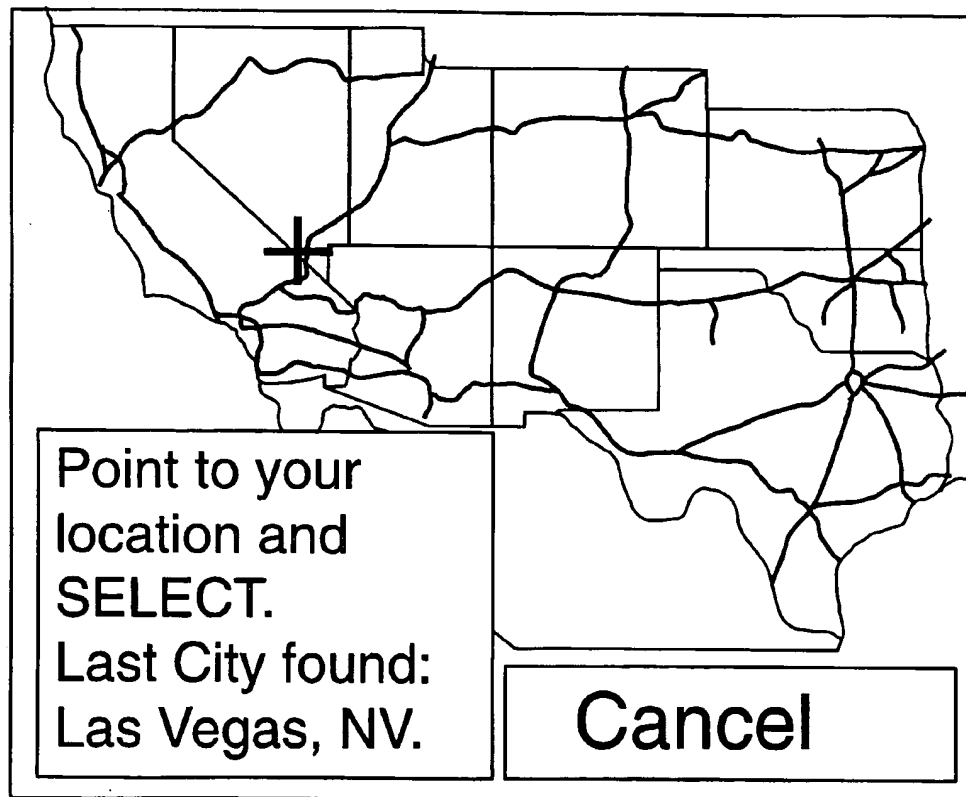 Point to your
location and
SELECT.
Last City found:
Las Vegas, NV.
Cancel